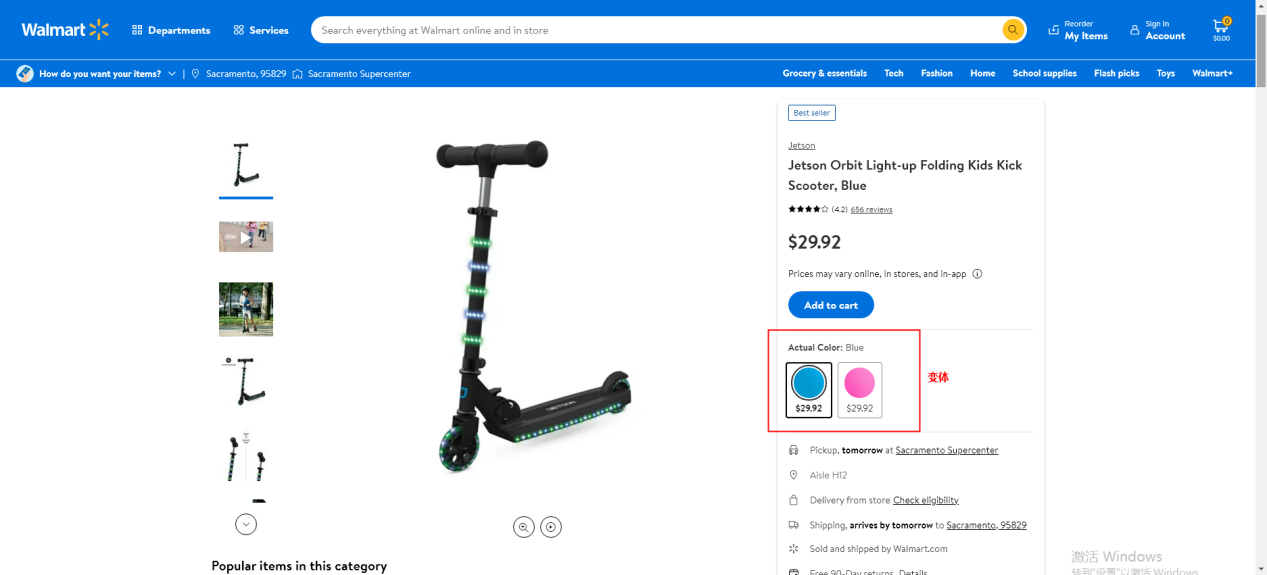 Walmart
Departments
Services
Search everything at Walmart online and in store
Reorder
My Items
Sign In
Account
0
$0.00
How do you want your items?
Sacramento, 95829
Sacramento Supercenter
Grocery & essentials
Tech
Fashion
Home
School supplies
Flash picks
Toys
Walmart+
Best seller
Jetson
Jetson Orbit Light-up Folding Kids Kick
Scooter, Blue
(4.2) 656 reviews
$29.92
Prices may vary online, in stores, and in-app
Add to cart
Actual Color: Blue
$29.92
$29.92
变体
Pickup, tomorrow at Sacramento Supercenter
Aisle H12
Delivery from store Check eligibility
Shipping, arrives by tomorrow to Sacramento, 95829
Sold and shipped by Walmart.com
Free 90-Day returns Details
JETSON
Popular items in this category
激活 Windows
转到"设置"以激活 Windows